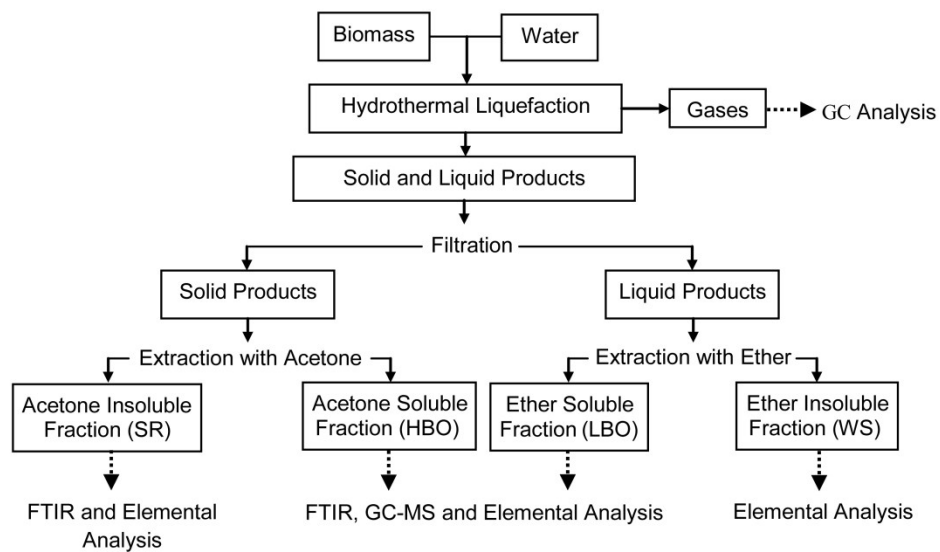 Biomass
Water
Hydrothermal Liquefaction
Gases
GC Analysis
Solid and Liquid Products
Filtration
Solid Products
Liquid Products
Extraction with Acetone
Extraction with Ether
Acetone Insoluble
Fraction (SR)
Acetone Soluble
Fraction (HBO)
Ether Soluble
Fraction (LBO)
Ether Insoluble
Fraction (WS)
FTIR and Elemental
Analysis
FTIR, GC-MS and Elemental Analysis
Elemental Analysis